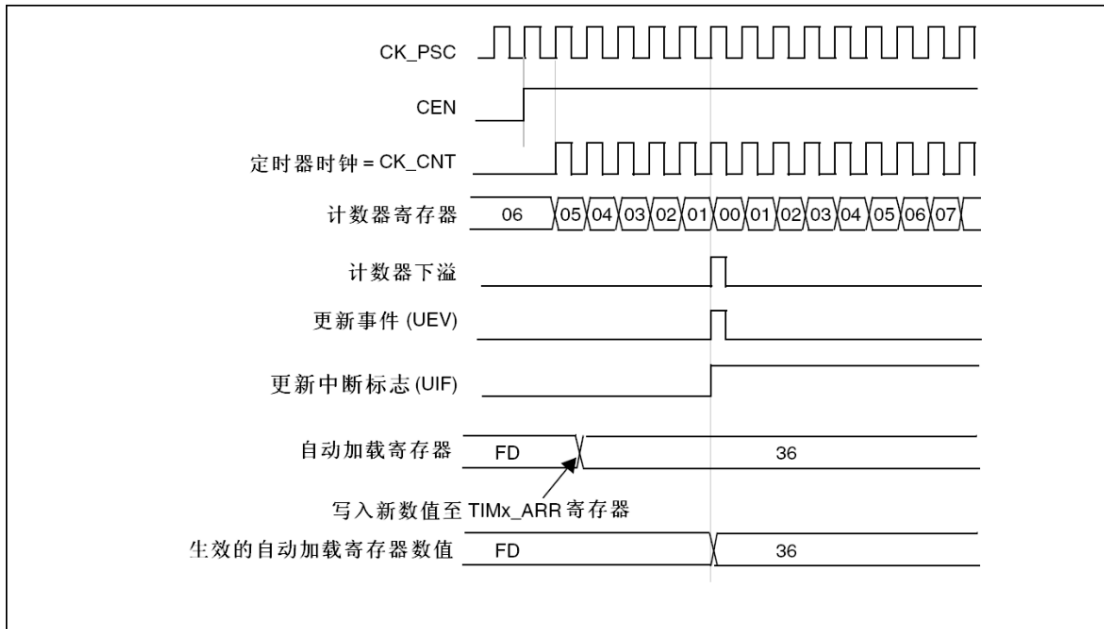 CK_PSC
CEN
定时器时钟 = CK_CNT
计数器寄存器 06 05 04 03 02 01 00 01 02 03 04 05 06 07
计数器下溢
更新事件 (UEV)
更新中断标志 (UIF)
自动加载寄存器 FD 36
写入新数值至 TIMx_ARR 寄存器
生效的自动加载寄存器数值 FD 36